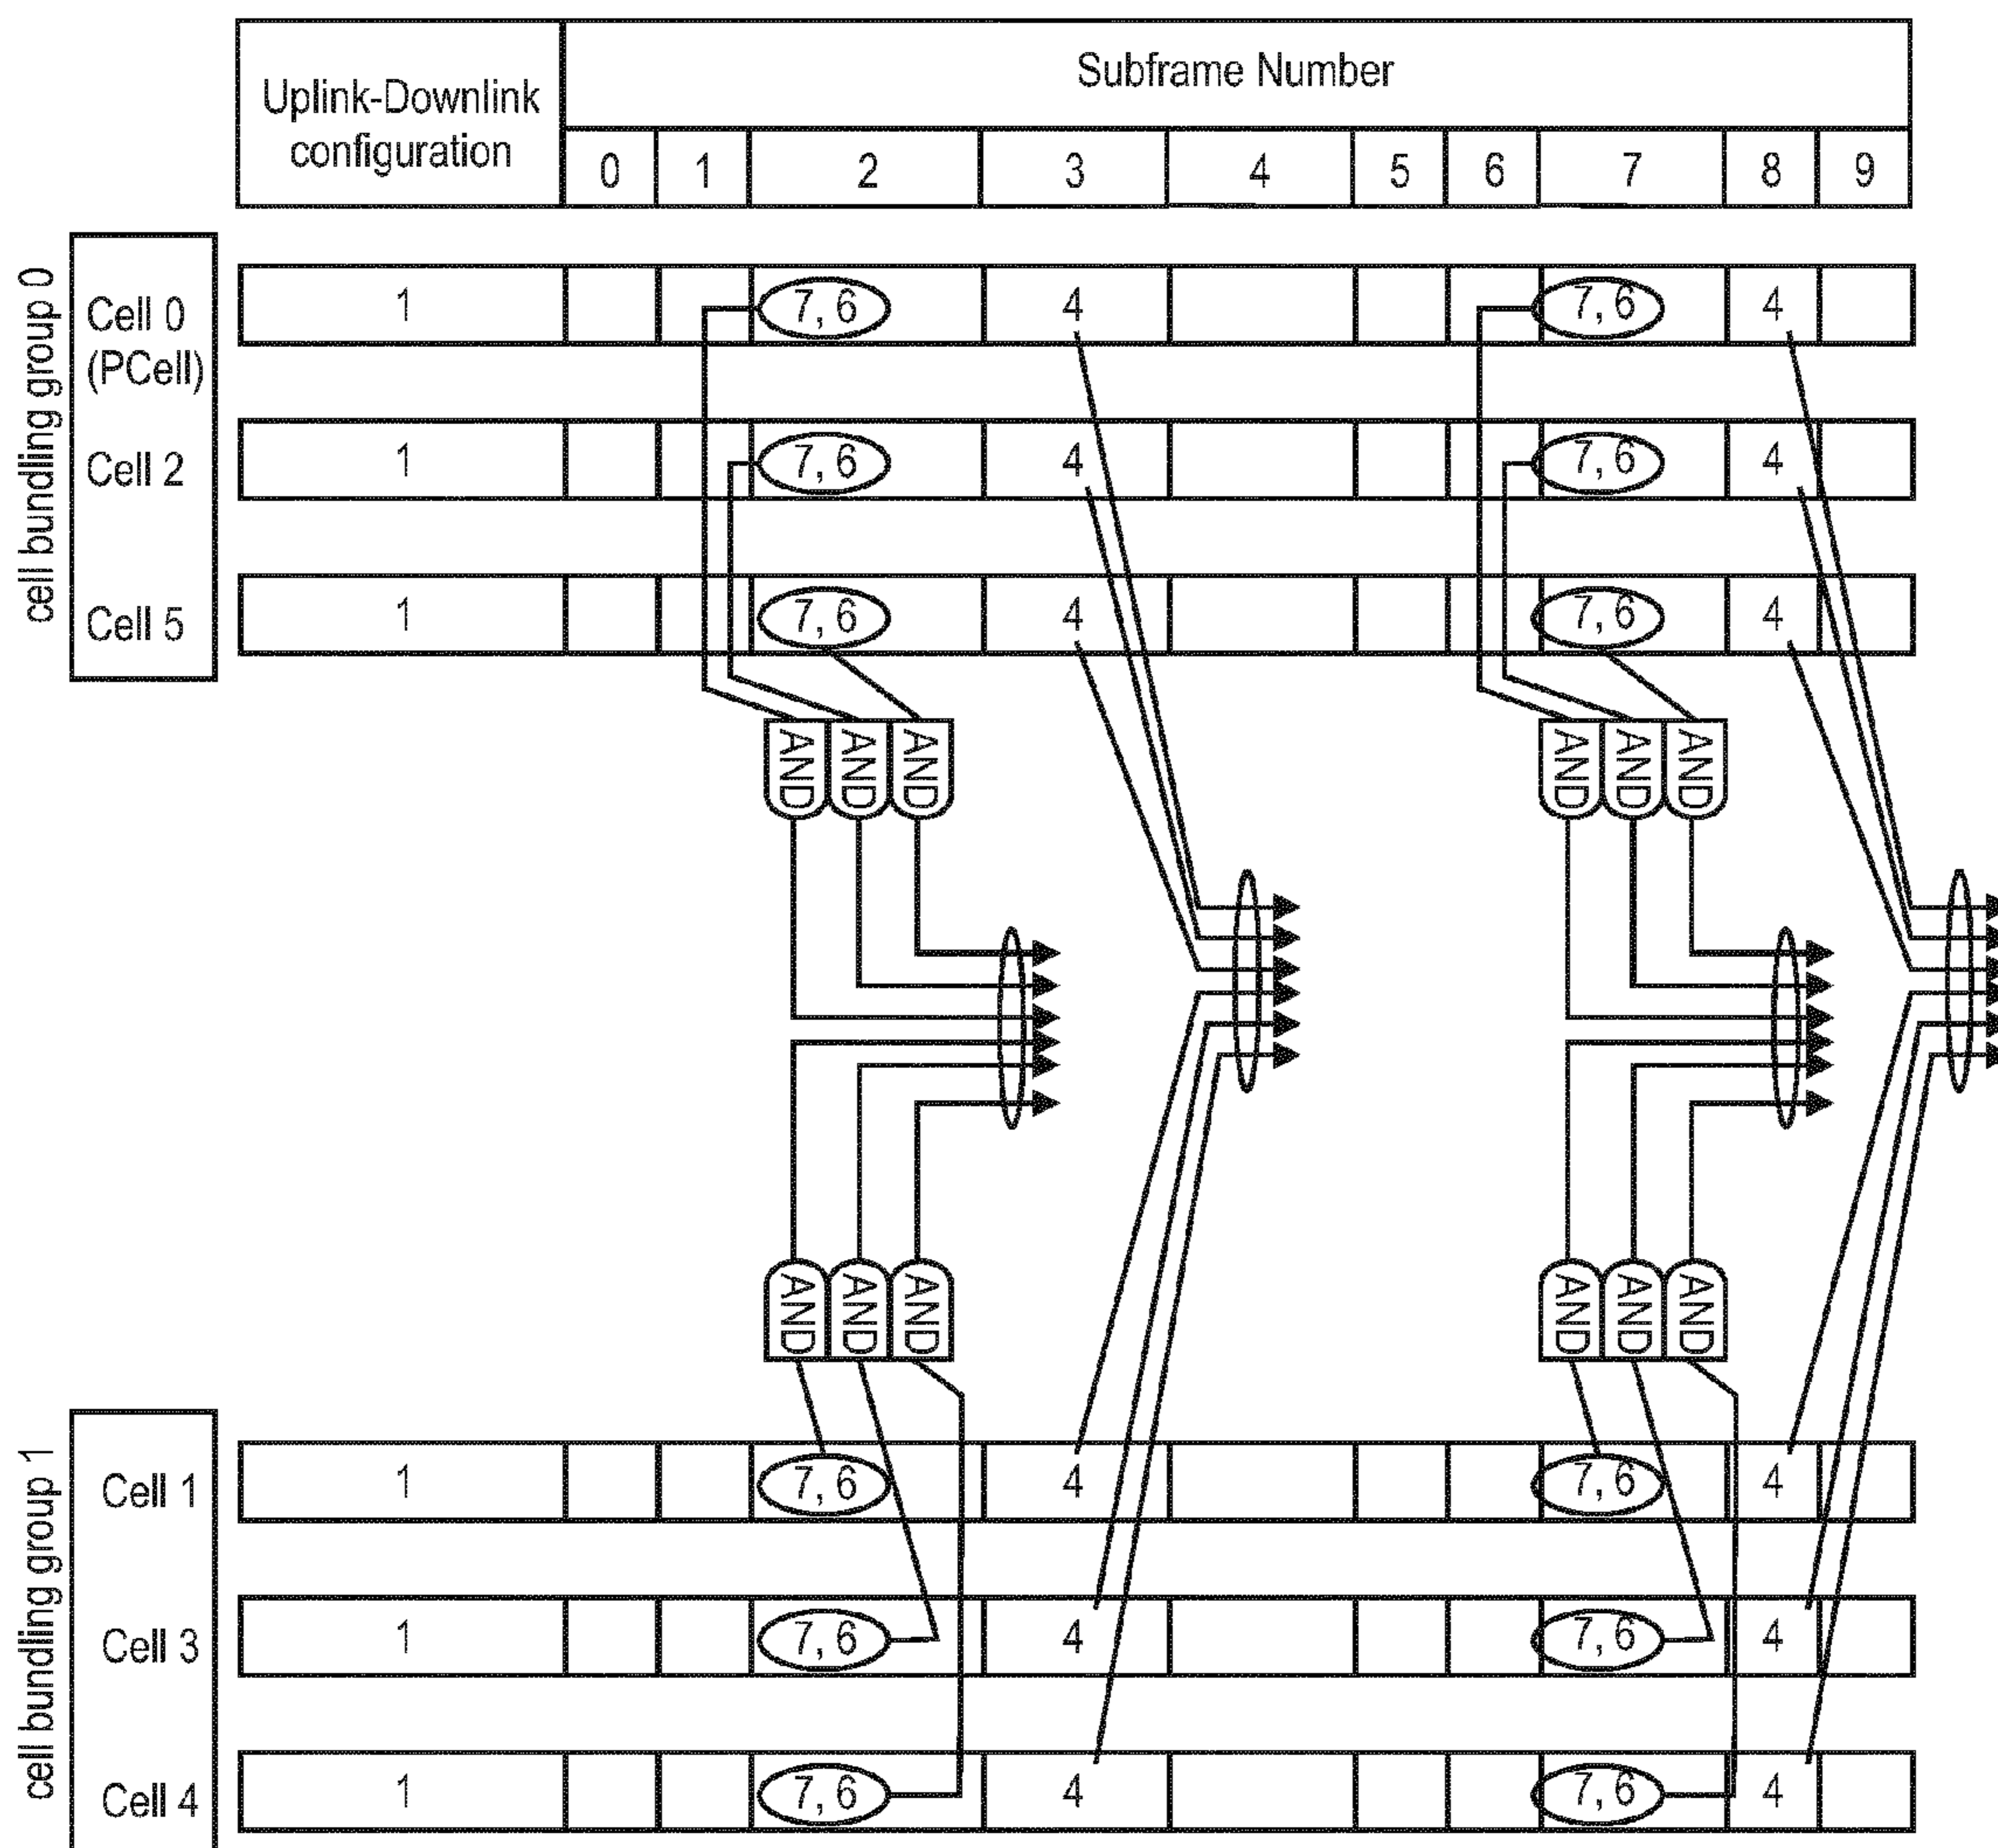 Uplink-Downlink
configuration
Subframe Number
0 1 2 3 4 5 6 7 8 9
cell bundling group 0
Cell 0
(PCell)
1 7, 6 4 7, 6 4
Cell 2
1 7, 6 4 7, 6 4
Cell 5
1 7, 6 4 7, 6 4
AND AND AND AND AND AND
AND AND AND AND AND AND
cell bundling group 1
Cell 1
1 7, 6 4 7, 6 4
Cell 3
1 7, 6 4 7, 6 4
Cell 4
1 7, 6 4 7, 6 4